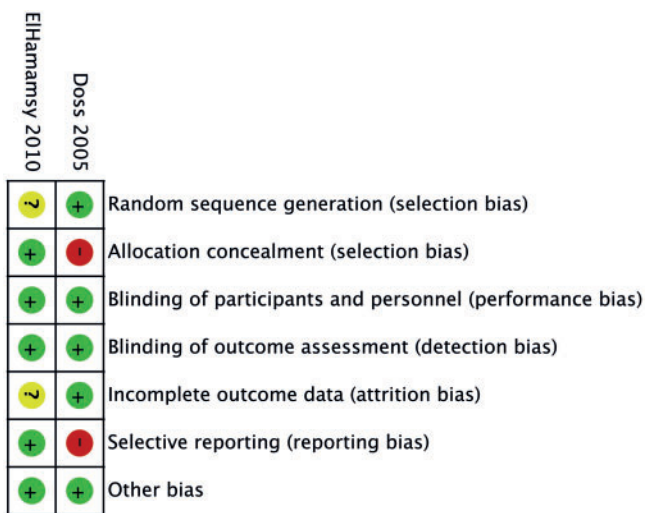 ElHamamsy 2010
Doss 2005
? + Random sequence generation (selection bias)
+ - Allocation concealment (selection bias)
+ + Blinding of participants and personnel (performance bias)
+ + Blinding of outcome assessment (detection bias)
? + Incomplete outcome data (attrition bias)
+ - Selective reporting (reporting bias)
+ + Other bias